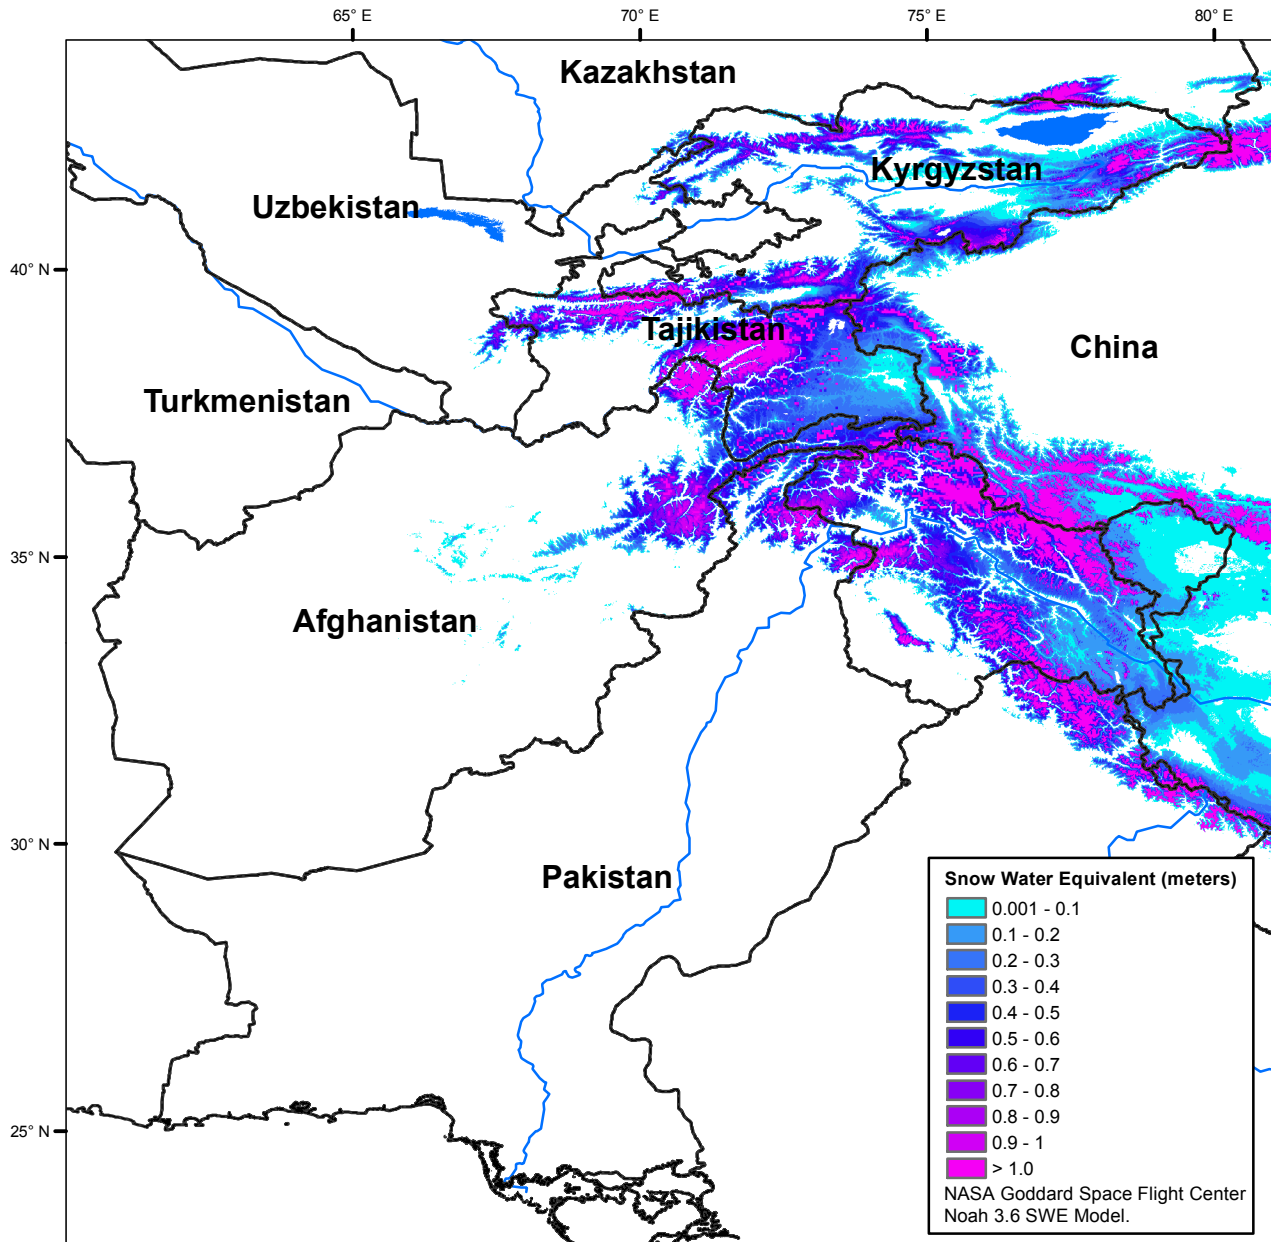 65° E
70° E
75° E
80° E
Kazakhstan
Kyrgyzstan
Uzbekistan
40° N
Tajikistan
China
Turkmenistan
35° N
Afghanistan
30° N
Pakistan
25° N
Snow Water Equivalent (meters)
0.001 - 0.1
0.1 - 0.2
0.2 - 0.3
0.3 - 0.4
0.4 - 0.5
0.5 - 0.6
0.6 - 0.7
0.7 - 0.8
0.8 - 0.9
0.9 - 1
> 1.0
NASA Goddard Space Flight Center
Noah 3.6 SWE Model.